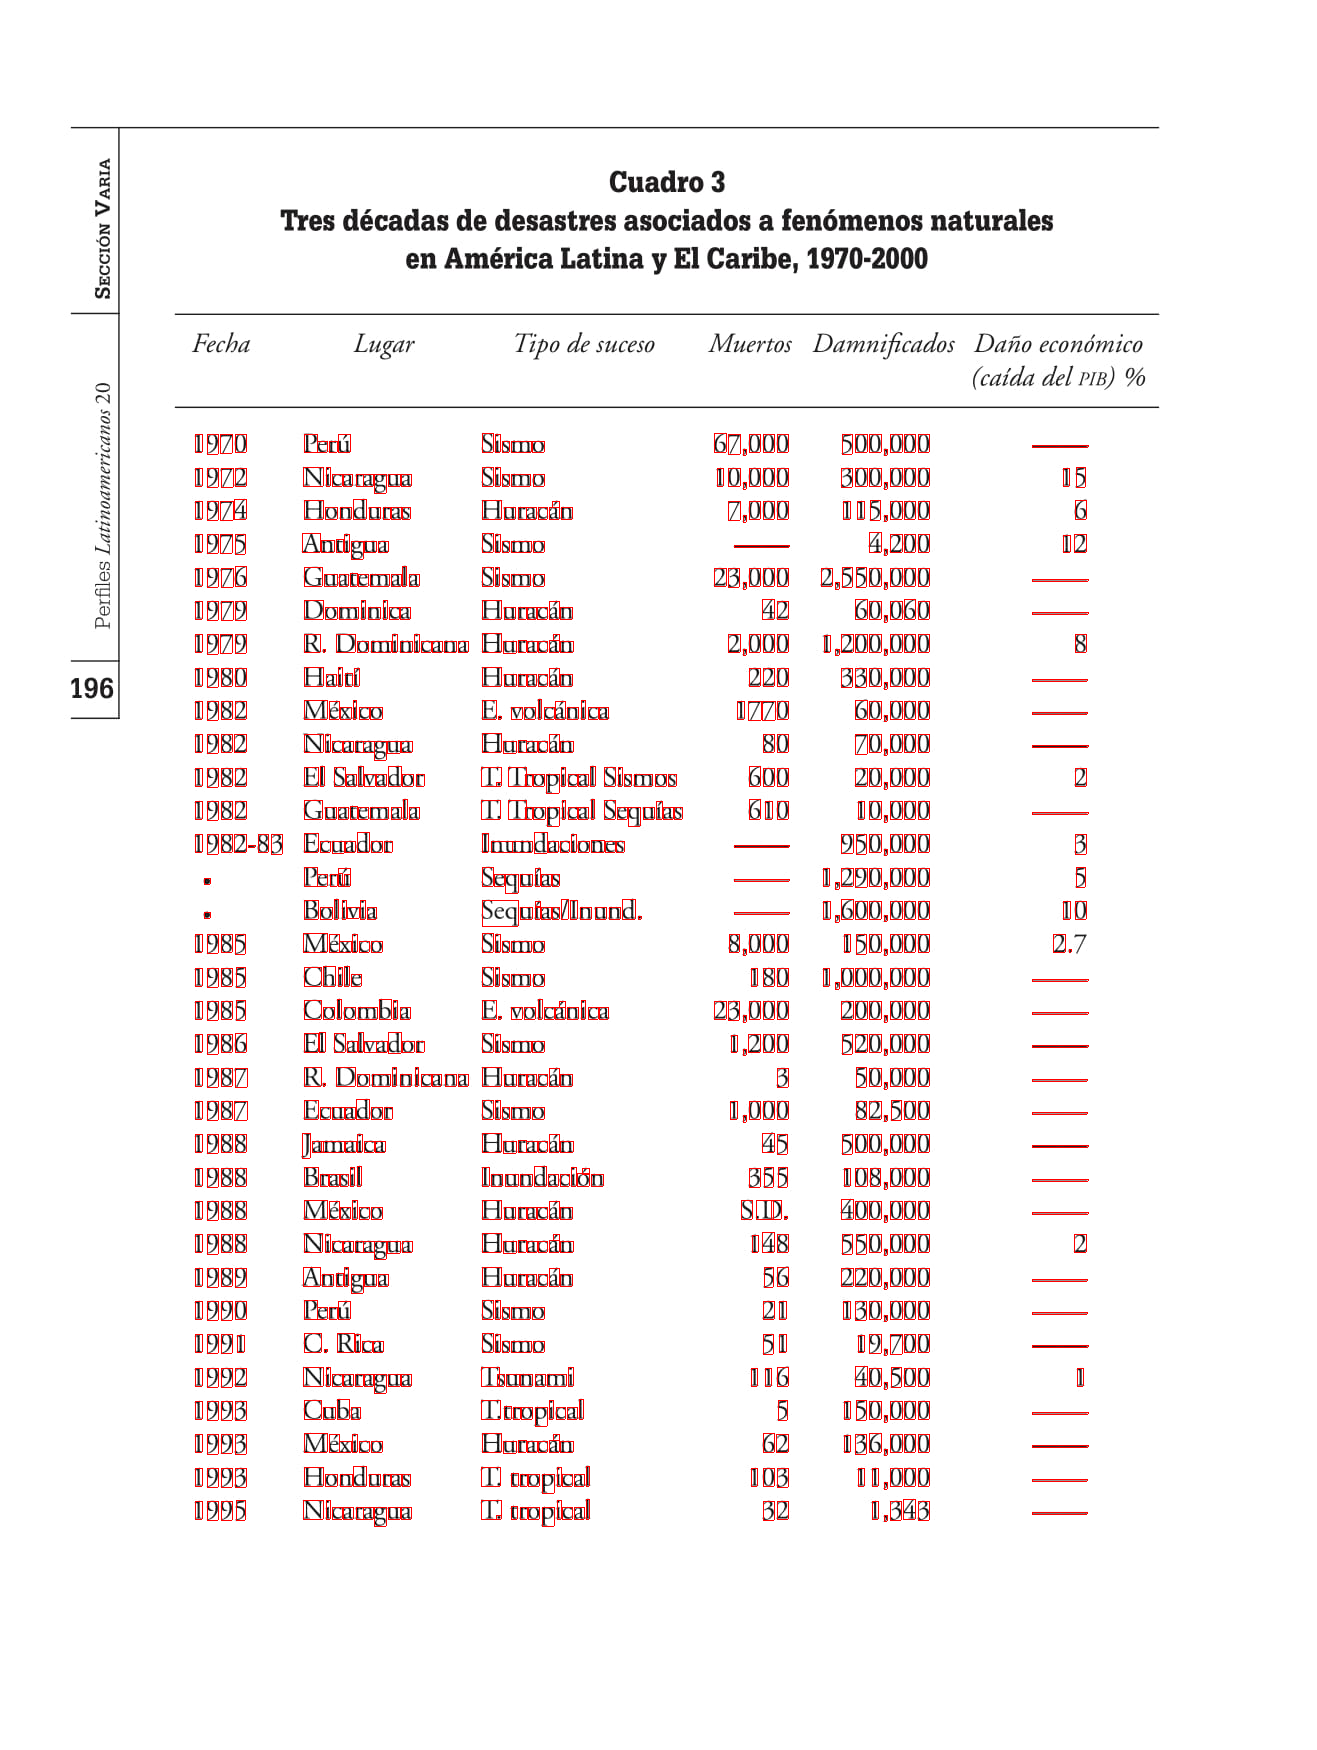 SECCIÓN VARIA
Perfiles Latinoamericanos 20
196
Cuadro 3
Tres décadas de desastres asociados a fenómenos naturales
en América Latina y El Caribe, 1970-2000
Fecha Lugar Tipo de suceso Muertos Damnificados Daño económico
(caída del PIB) %
1970 Perú Sismo 67,000 500,000 ——
1972 Nicaragua Sismo 10,000 300,000 15
1974 Honduras Huracán 7,000 115,000 6
1975 Antigua Sismo —— 4,200 12
1976 Guatemala Sismo 23,000 2,550,000 ——
1979 Dominica Huracán 42 60,060 ——
1979 R. Dominicana Huracán 2,000 1,200,000 8
1980 Haití Huracán 220 330,000 ——
1982 México E. volcánica 1770 60,000 ——
1982 Nicaragua Huracán 80 70,000 ——
1982 El Salvador T. Tropical Sismos 600 20,000 2
1982 Guatemala T. Tropical Sequías 610 10,000 ——
1982-83 Ecuador Inundaciones —— 950,000 3
• Perú Sequías —— 1,290,000 5
• Bolivia Sequías/Inund. —— 1,600,000 10
1985 México Sismo 8,000 150,000 2.7
1985 Chile Sismo 180 1,000,000 ——
1985 Colombia E. volcánica 23,000 200,000 ——
1986 El Salvador Sismo 1,200 520,000 ——
1987 R. Dominicana Huracán 3 50,000 ——
1987 Ecuador Sismo 1,000 82,500 ——
1988 Jamaica Huracán 45 500,000 ——
1988 Brasil Inundación 355 108,000 ——
1988 México Huracán S.D. 400,000 ——
1988 Nicaragua Huracán 148 550,000 2
1989 Antigua Huracán 56 220,000 ——
1990 Perú Sismo 21 130,000 ——
1991 C. Rica Sismo 51 19,700 ——
1992 Nicaragua Tsunami 116 40,500 1
1993 Cuba T.tropical 5 150,000 ——
1993 México Huracán 62 136,000 ——
1993 Honduras T. tropical 103 11,000 ——
1995 Nicaragua T. tropical 32 1,343 ——